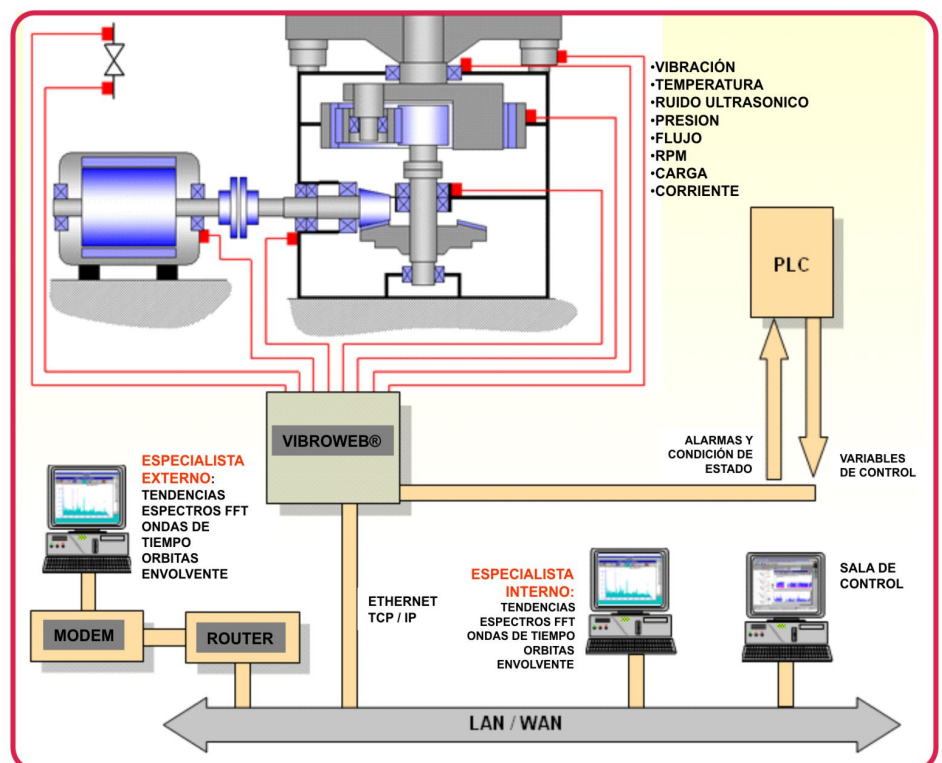 •VIBRACIÓN
•TEMPERATURA
•RUIDO ULTRASONICO
•PRESION
•FLUJO
•RPM
•CARGA
•CORRIENTE
PLC
VIBROWEB®
ALARMAS Y
CONDICIÓN DE
ESTADO
VARIABLES
DE CONTROL
ESPECIALISTA
EXTERNO:
TENDENCIAS
ESPECTROS FFT
ONDAS DE
TIEMPO
ORBITAS
ENVOLVENTE
MODEM
ROUTER
ETHERNET
TCP / IP
ESPECIALISTA
INTERNO:
TENDENCIAS
ESPECTROS FFT
ONDAS DE TIEMPO
ORBITAS
ENVOLVENTE
SALA DE
CONTROL
LAN / WAN